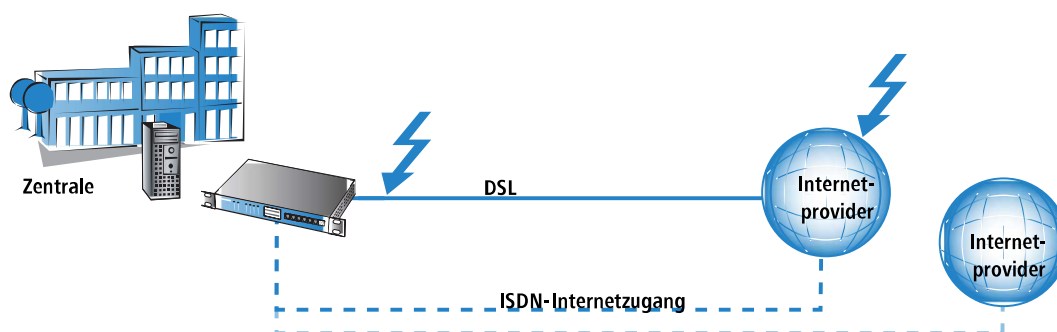 Zentrale
DSL
Internet-
provider
Internet-
provider
ISDN-Internetzugang